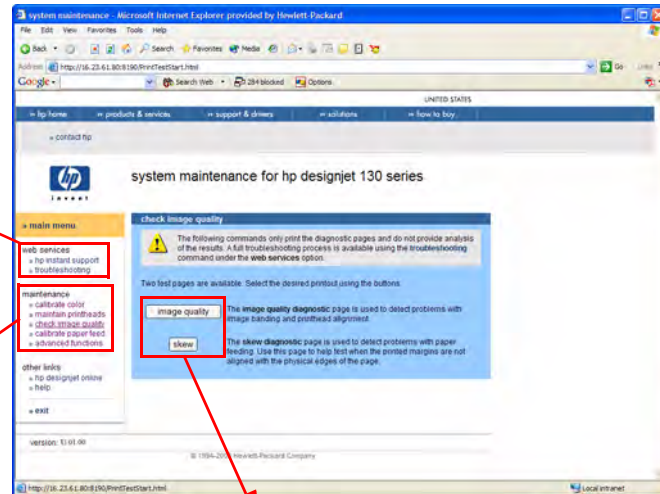 system maintenance - Microsoft Internet Explorer provided by Hewlett-Packard
File Edit View Favorites Tools Help
Back Search Favorites Media
Address http://16.23.61.80:8190/PrintTestStart.html Go Links
Google Search Web 284 blocked Options
UNITED STATES
» hp home » products & services » support & drivers » solutions » how to buy
» contact hp
hp
invent
system maintenance for hp designjet 130 series
» main menu
web services
» hp instant support
» troubleshooting
maintenance
» calibrate color
» maintain printheads
» check image quality
» calibrate paper feed
» advanced functions
other links
» hp designjet online
» help
» exit
version: 13.01.00
check image quality
The following commands only print the diagnostic pages and do not provide analysis
of the results. A full troubleshooting process is available using the troubleshooting
command under the web services option.
Two test pages are available. Select the desired printout using the buttons.
image quality
The image quality diagnostic page is used to detect problems with
image banding and printhead alignment.
skew
The skew diagnostic page is used to detect problems with paper
feeding. Use this page to help test when the printed margins are not
aligned with the physical edges of the page.
Hewlett-Packard Company
http://16.23.61.80:8190/PrintTestStart.html
Local intranet